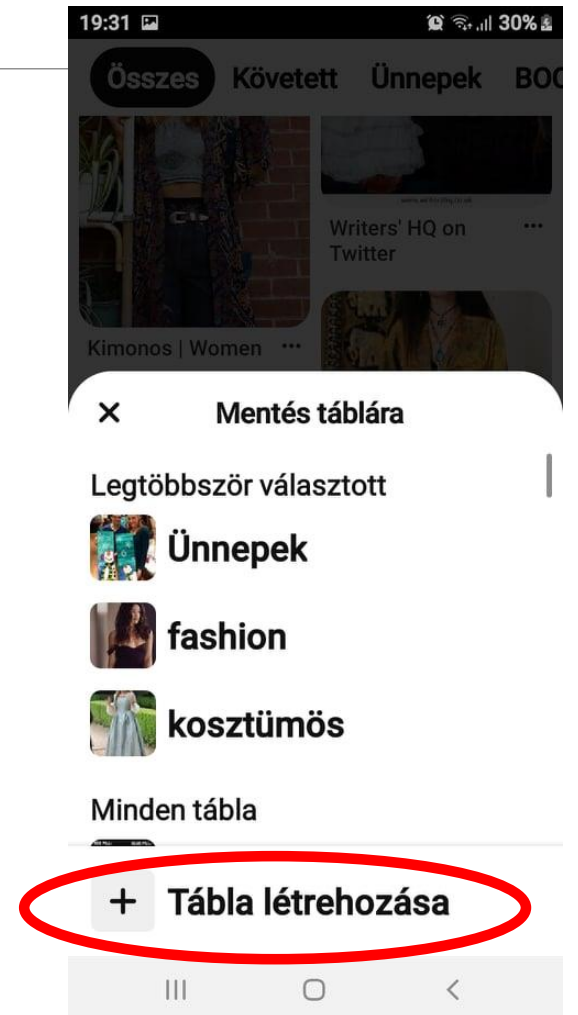 19:31 30%
Összes Követett Ünnepek BOO
Writers' HQ on
Twitter
Kimonos | Women
Mentés táblára
Legtöbbször választott
Ünnepek
fashion
kosztümös
Minden tábla
+ Tábla létrehozása